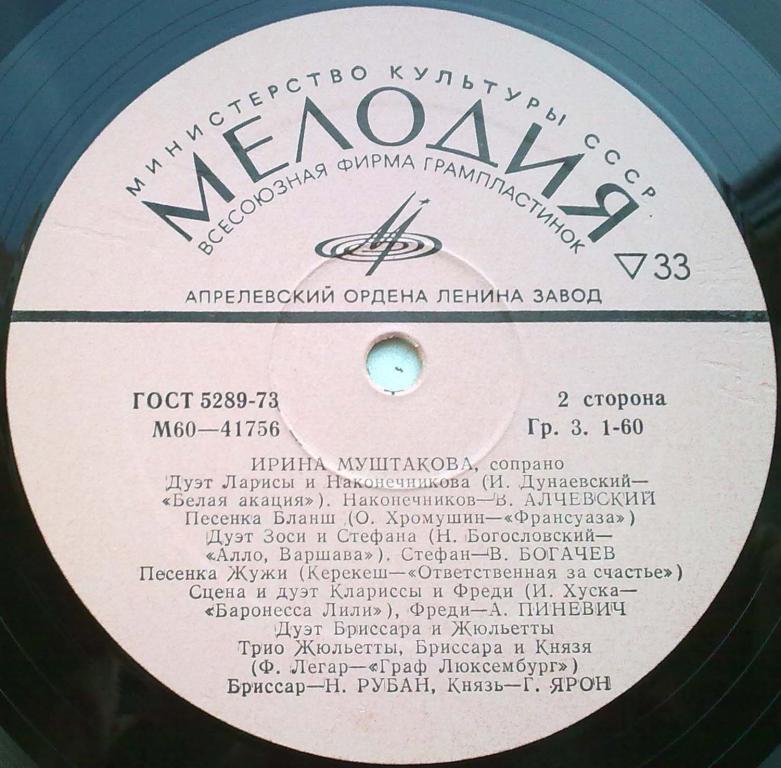 МИНИСТЕРСТВО КУЛЬТУРЫ СССР
МЕЛОДИЯ
ВСЕСОЮЗНАЯ ФИРМА ГРАМПЛАСТИНОК
▽33
АПРЕЛЕВСКИЙ ОРДЕНА ЛЕНИНА ЗАВОД
ГОСТ 5289-73 2 сторона
М60—41756 Гр. 3. 1-60
ИРИНА МУШТАКОВА, сопрано
Дуэт Ларисы и Наконечникова (И. Дунаевский—
«Белая акация»). Наконечников—В. АЛЧЕВСКИЙ
Песенка Бланш (О. Хромушин—«Франсуаза»)
Дуэт Зоси и Стефана (Н. Богословский—
«Алло, Варшава»). Стефан—В. БОГАЧЕВ
Песенка Жужи (Керекеш—«Ответственная за счастье»)
Сцена и дуэт Клариссы и Фреди (И. Хуска—
«Баронесса Лили»), Фреди—А. ПИНЕВИЧ
Дуэт Бриссара и Жюльетты
Трио Жюльетты, Бриссара и Князя
(Ф. Легар—«Граф Люксембург»)
Бриссар—Н. РУБАН, Князь—Г. ЯРОН